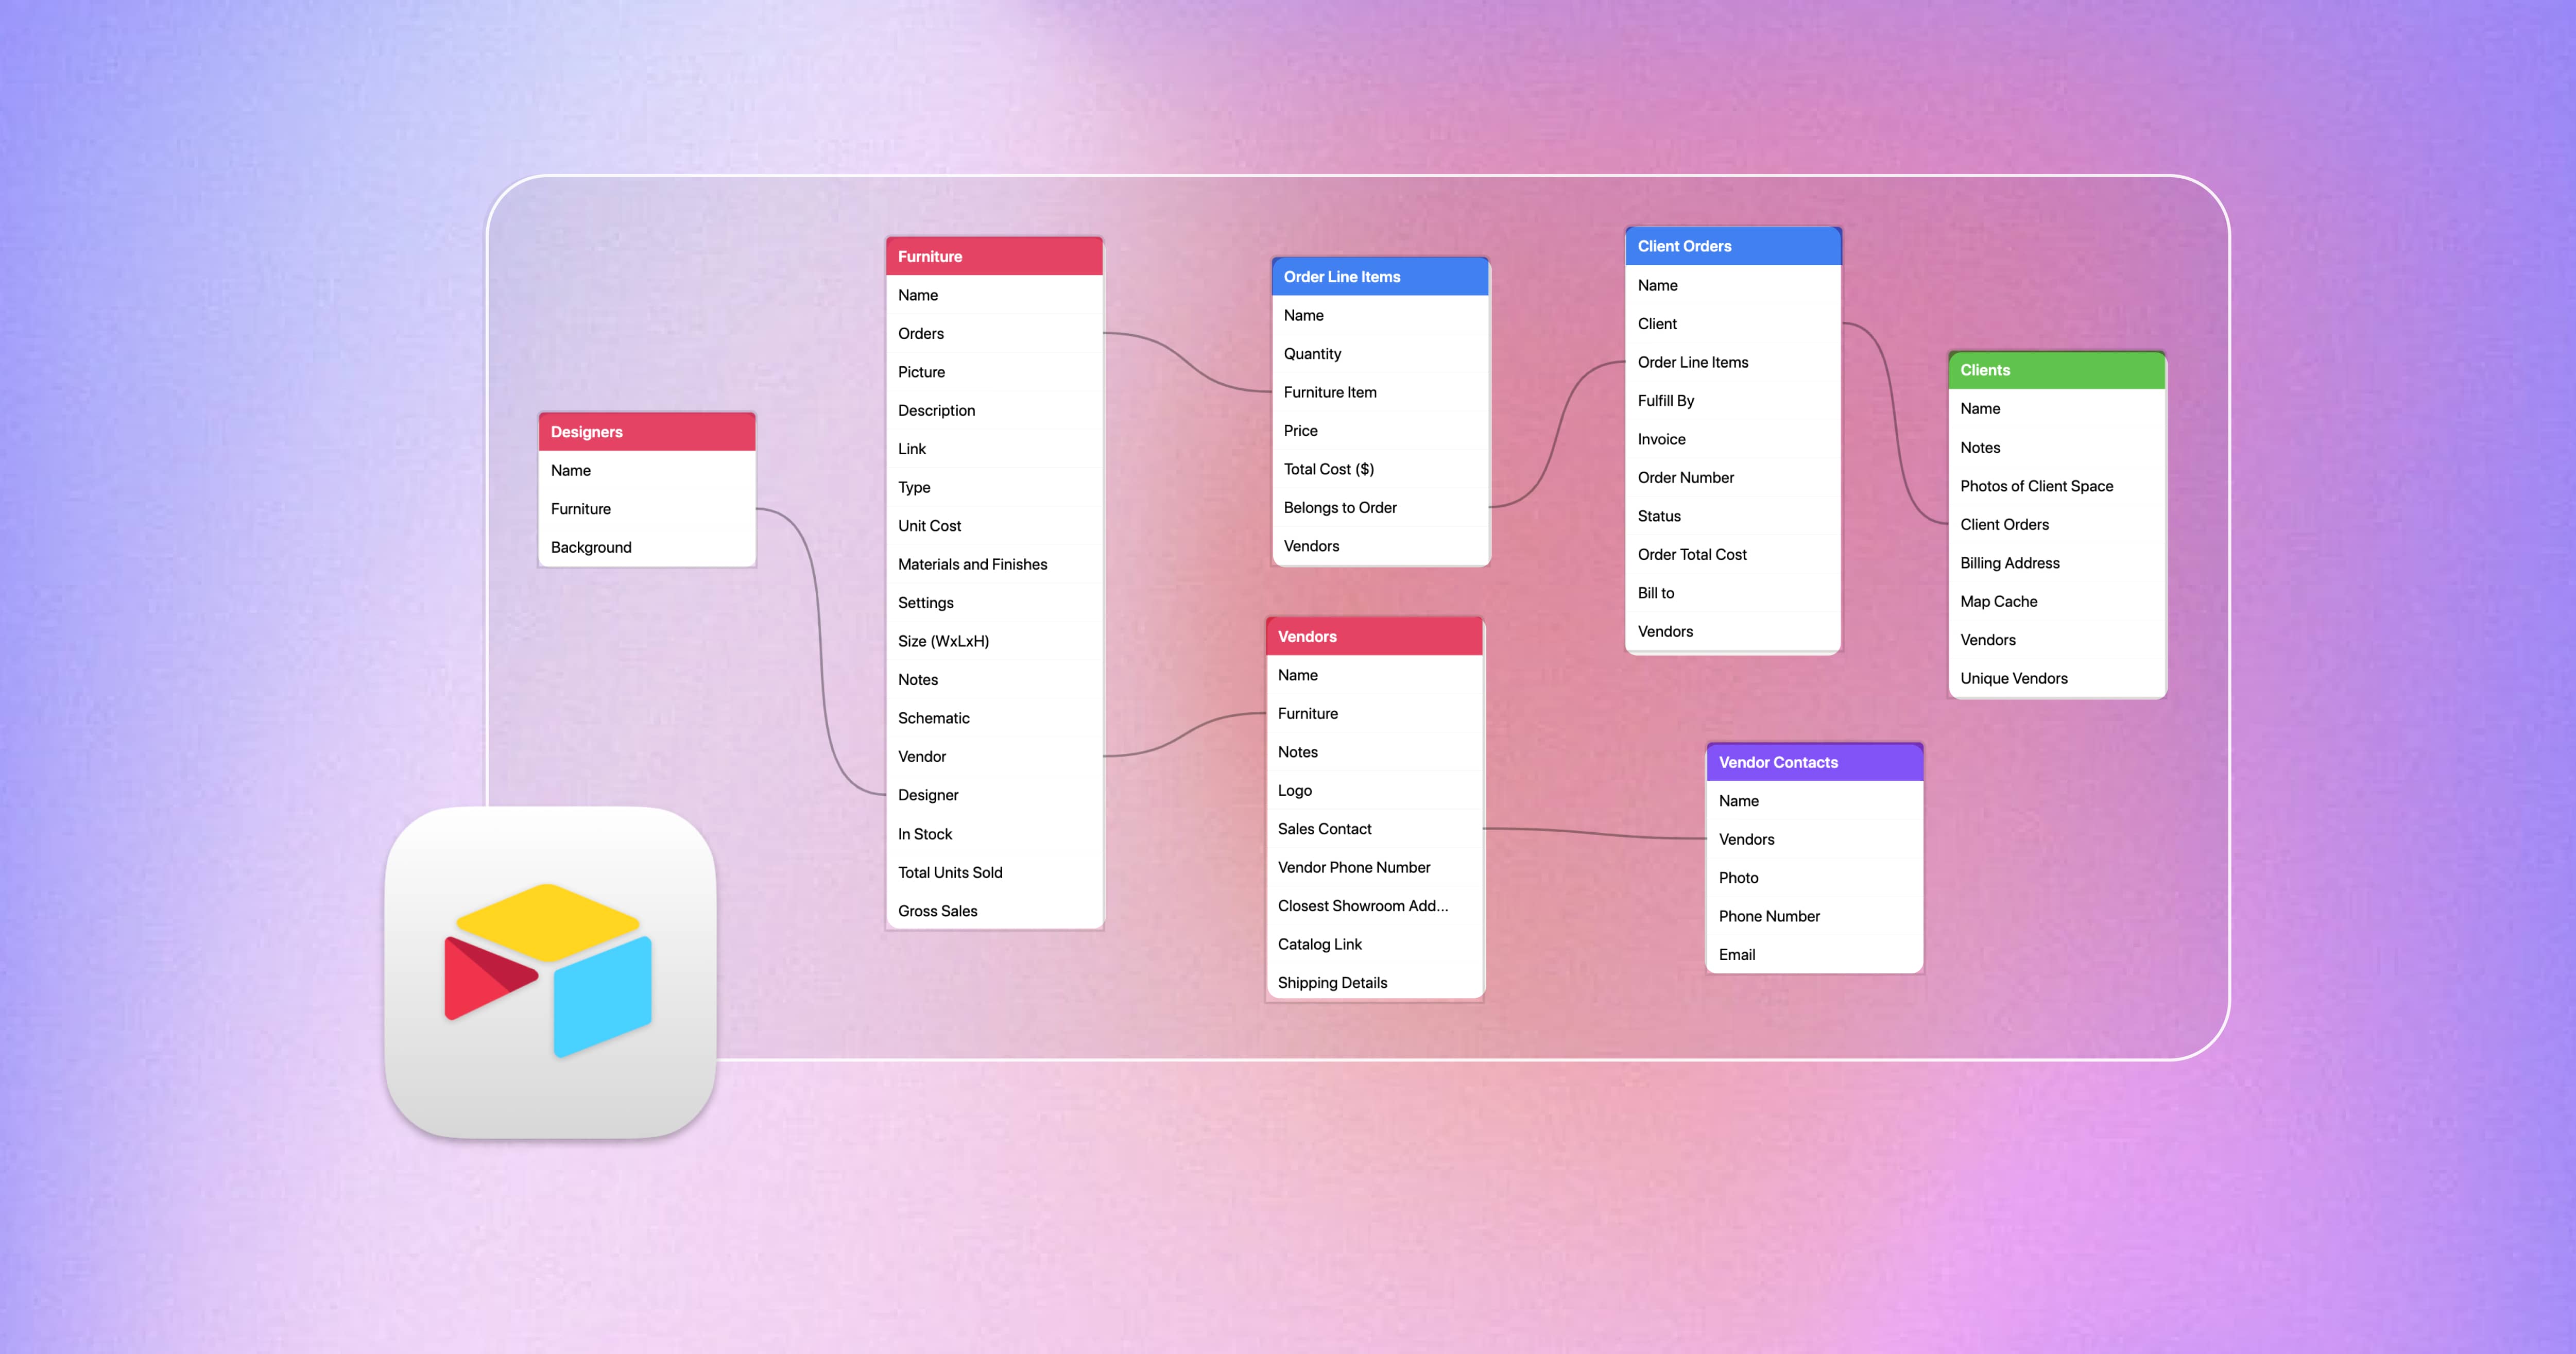 Designers
Name
Furniture
Background
Furniture
Name
Orders
Picture
Description
Link
Type
Unit Cost
Materials and Finishes
Settings
Size (WxLxH)
Notes
Schematic
Vendor
Designer
In Stock
Total Units Sold
Gross Sales
Order Line Items
Name
Quantity
Furniture Item
Price
Total Cost ($)
Belongs to Order
Vendors
Vendors
Name
Furniture
Notes
Logo
Sales Contact
Vendor Phone Number
Closest Showroom Add...
Catalog Link
Shipping Details
Client Orders
Name
Client
Order Line Items
Fulfill By
Invoice
Order Number
Status
Order Total Cost
Bill to
Vendors
Vendor Contacts
Name
Vendors
Photo
Phone Number
Email
Clients
Name
Notes
Photos of Client Space
Client Orders
Billing Address
Map Cache
Vendors
Unique Vendors